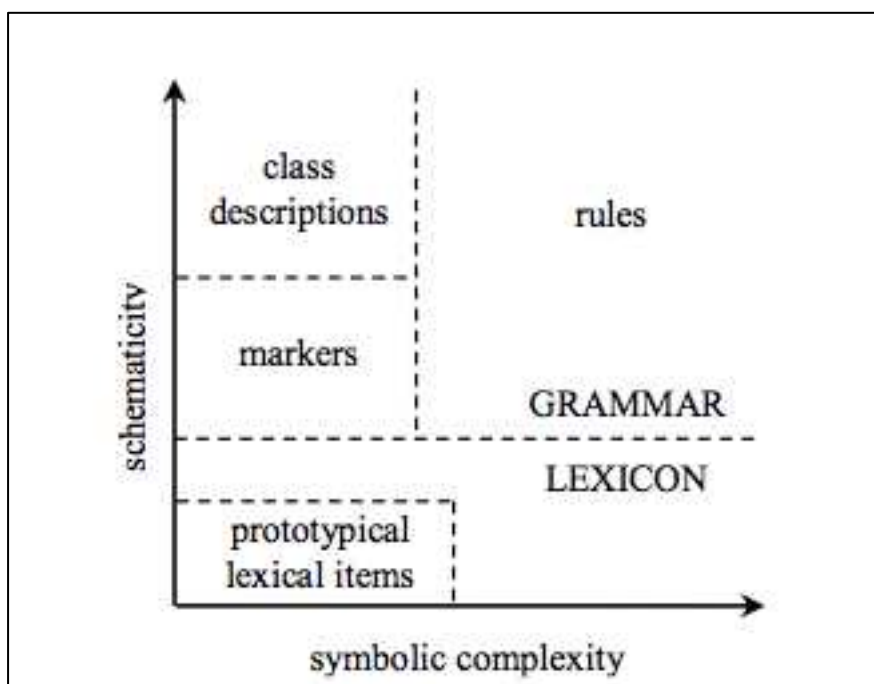 class
descriptions
rules
schematicity
markers
GRAMMAR
LEXICON
prototypical
lexical items
symbolic complexity